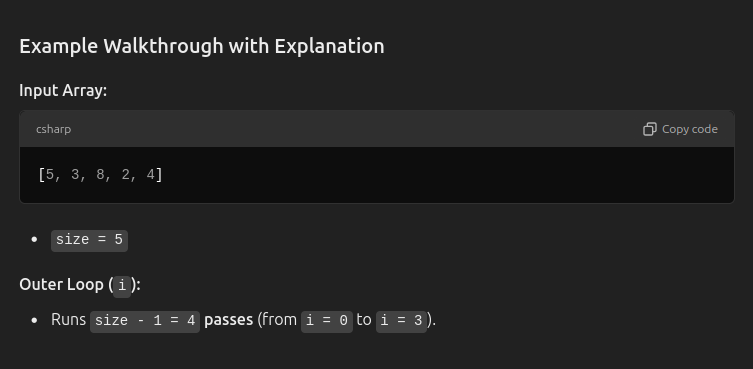 Example Walkthrough with Explanation
Input Array:
csharp Copy code
[5, 3, 8, 2, 4]
• size = 5
Outer Loop (i):
• Runs size - 1 = 4 passes (from i = 0 to i = 3).